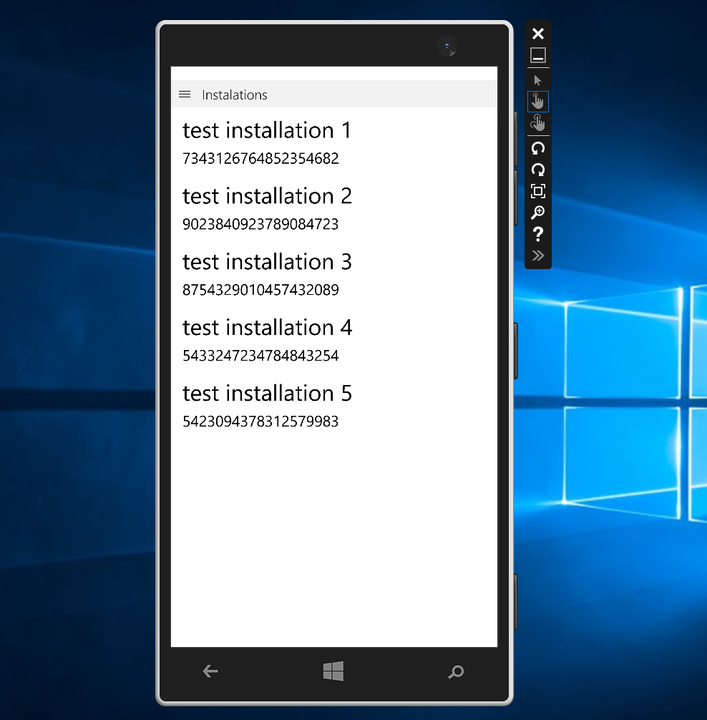 Instalations
test installation 1
7343126764852354682
test installation 2
9023840923789084723
test installation 3
8754329010457432089
test installation 4
5433247234784843254
test installation 5
5423094378312579983
?